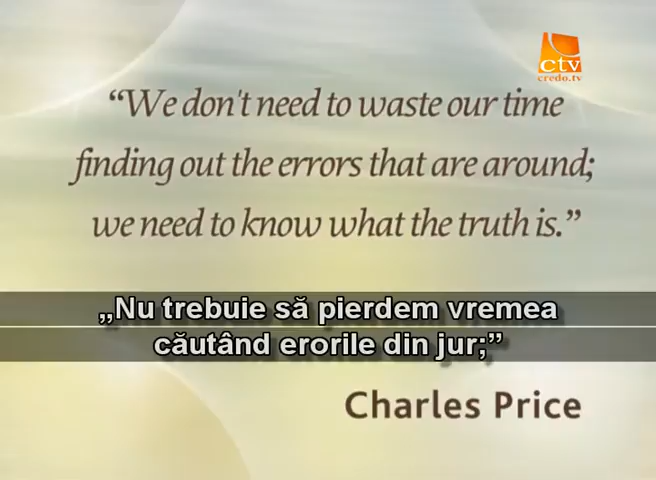 ctv
credo.tv
“We don't need to waste our time
finding out the errors that are around;
we need to know what the truth is.”
„Nu trebuie să pierdem vremea
căutând erorile din jur;”
Charles Price